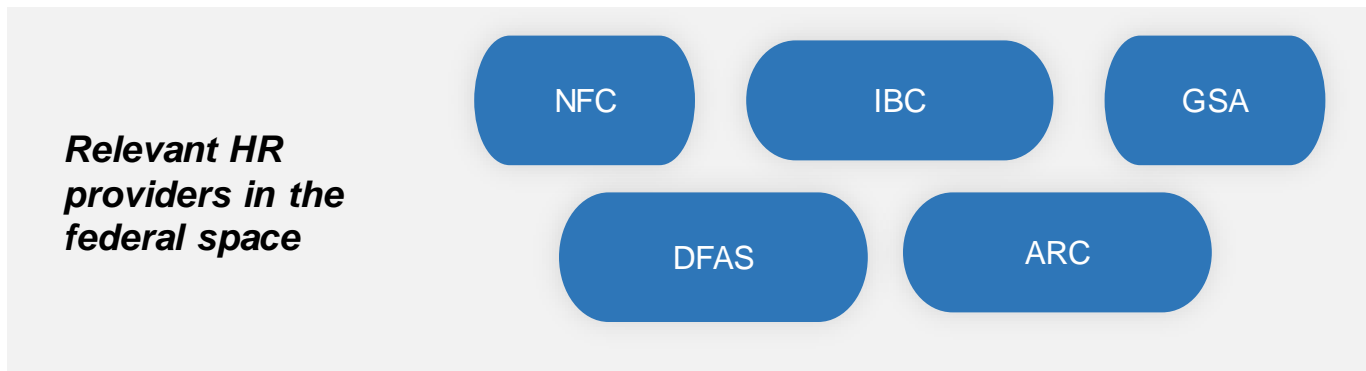 Relevant HR
providers in the
federal space
NFC
IBC
GSA
DFAS
ARC